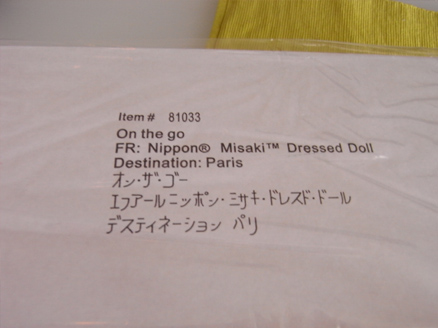 Item # 81033
On the go
FR: Nippon® Misaki™ Dressed Doll
Destination: Paris
オン・ザ・ゴー
エフアールニッポン・ミサキ・ドレスド・ドール
デスティネーション パリ